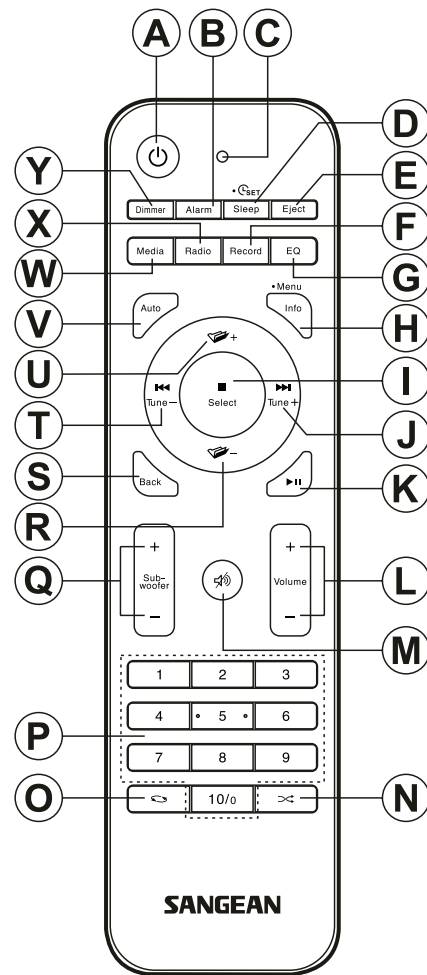 A B C
D
Y
E
SET
Dimmer Alarm Sleep Eject
X
F
Media Radio Record EQ
W
G
• Menu
Auto Info
V
H
+
U
I
Select
Tune− Tune+
T
J
S
Back
K
−
R
+ +
Q
Sub-
woofer
Volume
L
− −
M
1 2 3
4 • 5 • 6
P
7 8 9
O
10/0
N
SANGEAN